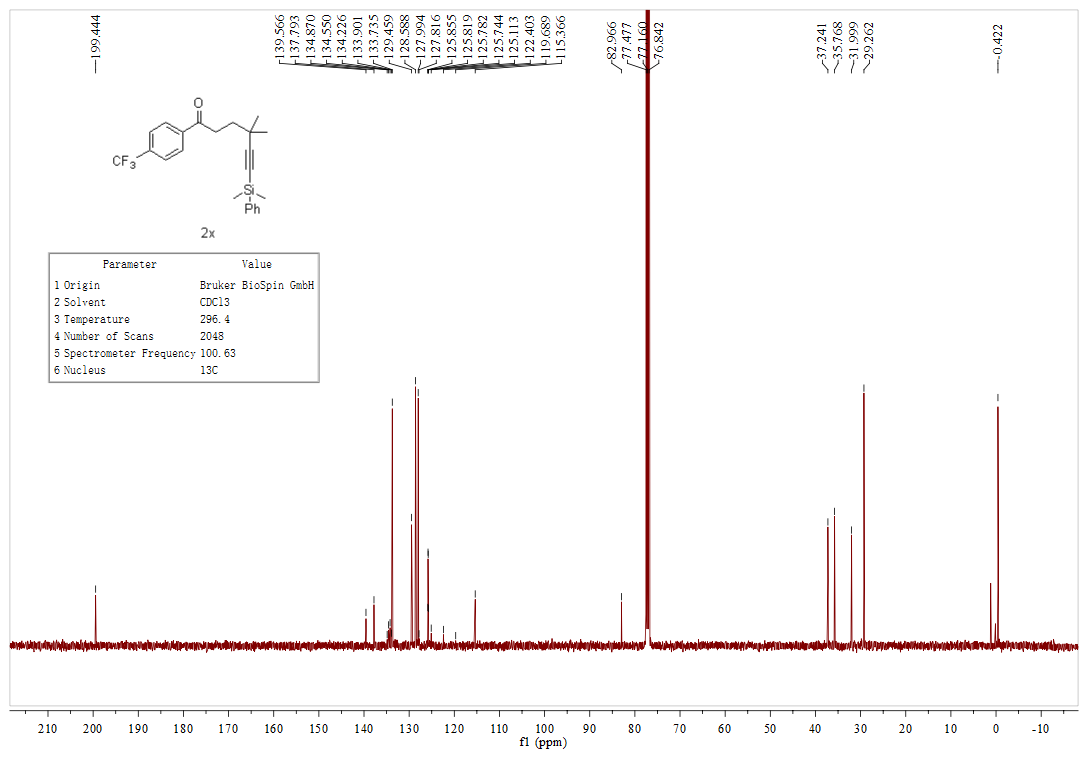 199.444
139.566
137.793
134.870
134.550
134.226
133.901
133.735
129.459
128.588
127.994
127.816
125.855
125.819
125.782
125.744
125.113
122.403
119.689
115.366
82.966
77.477
77.160
76.842
37.241
35.768
31.999
29.262
-0.422
O
CF3
Si
Ph
2x
Parameter Value
1 Origin Bruker BioSpin GmbH
2 Solvent CDCl3
3 Temperature 296.4
4 Number of Scans 2048
5 Spectrometer Frequency 100.63
6 Nucleus 13C
210 200 190 180 170 160 150 140 130 120 110 100 90 80 70 60 50 40 30 20 10 0 -10
f1 (ppm)